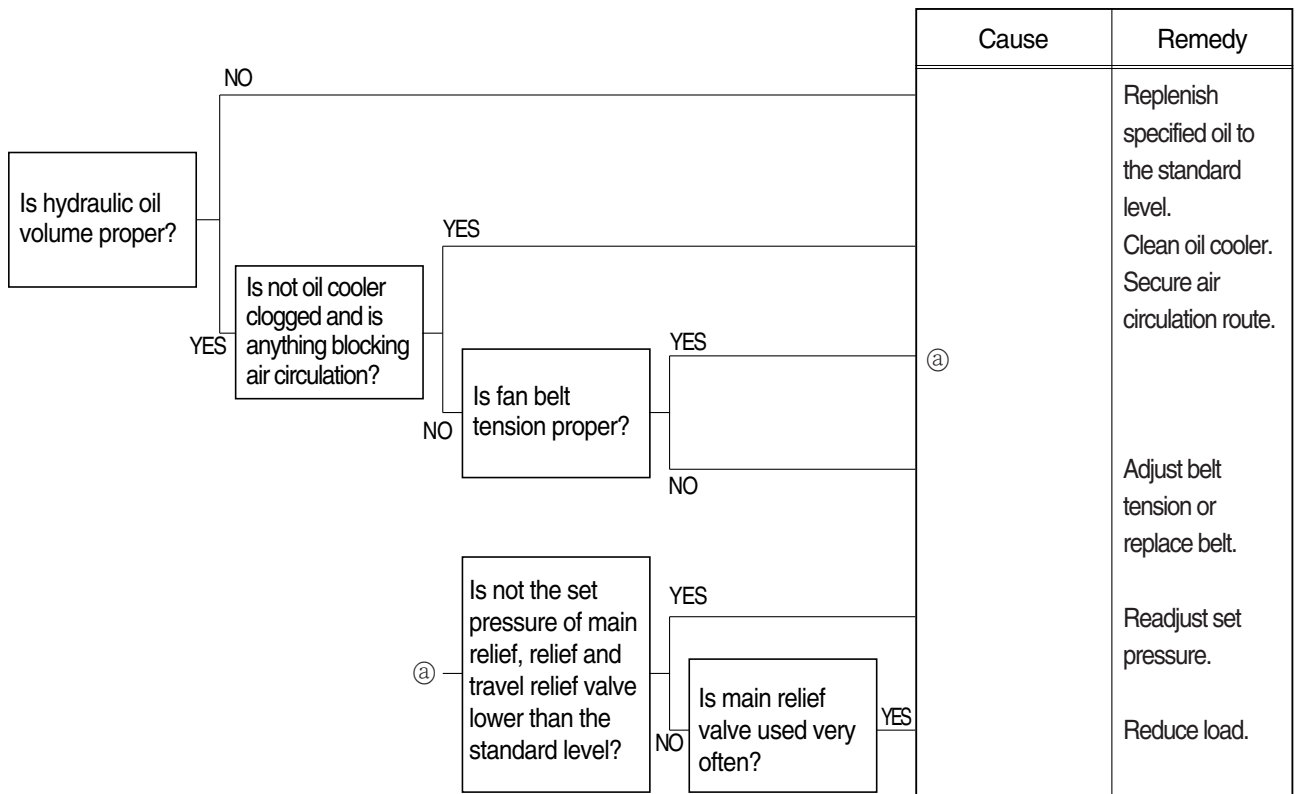 Cause
Remedy
NO
Replenish
specified oil to
the standard
level.
Is hydraulic oil
volume proper?
YES
Clean oil cooler.
Secure air
circulation route.
YES
Is not oil cooler
clogged and is
anything blocking
air circulation?
YES
ⓐ
NO
Is fan belt
tension proper?
NO
Adjust belt
tension or
replace belt.
ⓐ
Is not the set
pressure of main
relief, relief and
travel relief valve
lower than the
standard level?
YES
Readjust set
pressure.
NO
Is main relief
valve used very
often?
YES
Reduce load.